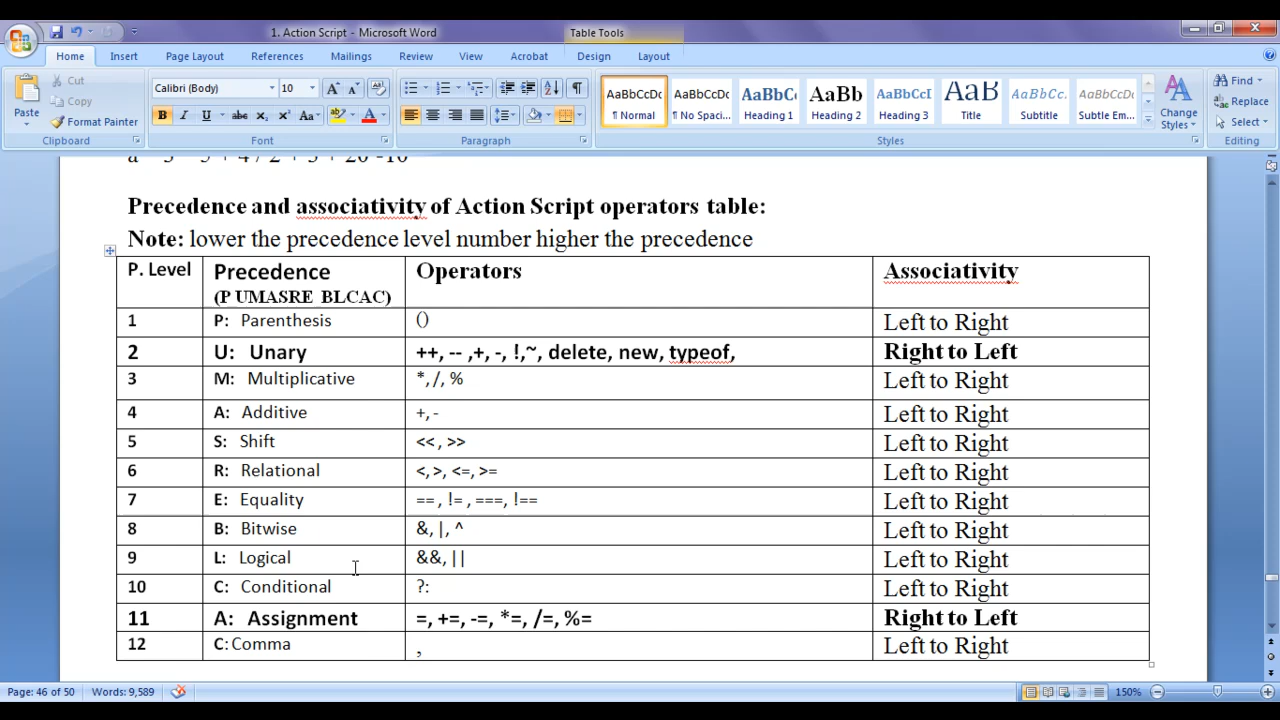 1. Action Script - Microsoft Word
Table Tools
Home Insert Page Layout References Mailings Review View Acrobat Design Layout
Paste
Cut
Copy
Format Painter
Clipboard
Calibri (Body) 10
Font
Paragraph
AaBbCcDc AaBbCcDc AaBbC AaBb AaBbCcI AaB AaBbCc. AaBbCcDc
¶ Normal ¶ No Spaci... Heading 1 Heading 2 Heading 3 Title Subtitle Subtle Em...
Change Styles
Styles
Find
Replace
Select
Editing
Precedence and associativity of Action Script operators table:
Note: lower the precedence level number higher the precedence
P. Level Precedence Operators Associativity
(P UMASRE BLCAC)
1 P: Parenthesis () Left to Right
2 U: Unary ++, -- ,+, -, !,~, delete, new, typeof, Right to Left
3 M: Multiplicative *, /, % Left to Right
4 A: Additive +, - Left to Right
5 S: Shift << , >> Left to Right
6 R: Relational <, >, <=, >= Left to Right
7 E: Equality == , != , ===, !== Left to Right
8 B: Bitwise &, |, ^ Left to Right
9 L: Logical &&, || Left to Right
10 C: Conditional ?: Left to Right
11 A: Assignment =, +=, -=, *=, /=, %= Right to Left
12 C: Comma , Left to Right
Page: 46 of 50 Words: 9,589 150%